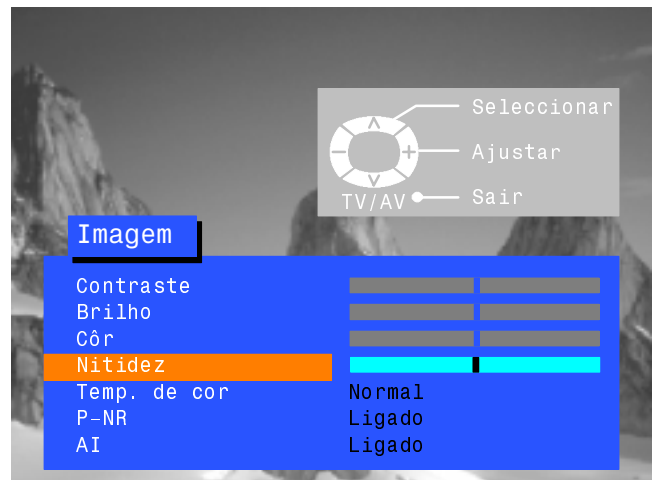 Seleccionar
Ajustar
TV/AV Sair
Imagem
Contraste
Brilho
Côr
Nitidez
Temp. de cor Normal
P-NR Ligado
AI Ligado